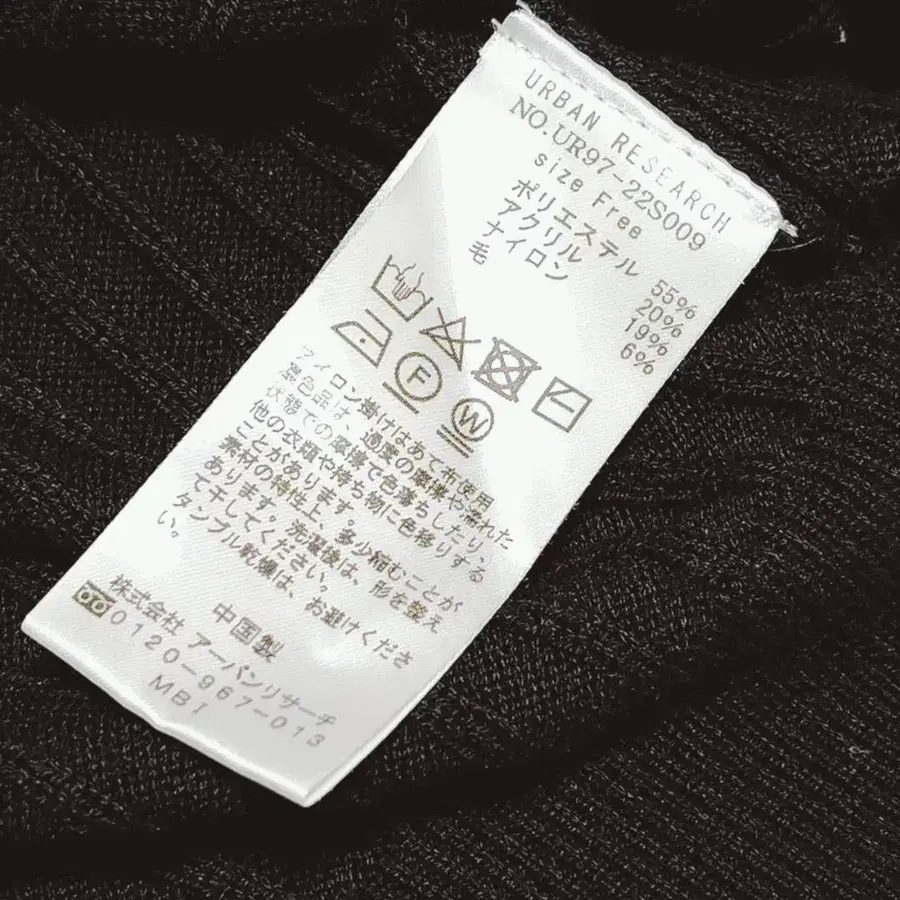 URBAN RESEARCH
NO.UR97-22S009
size Free
ポリエステル 55%
アクリル 20%
ナイロン 19%
毛 6%
F
W
アイロン掛けはあて布使用
濃色品は、過度の摩擦や濡れた
状態での摩擦で色落ちしたり、
他の衣類や持ち物に色移りする
ことがあります。
素材の特性上、多少縮むことが
あります。洗濯後は、形を整え
て干してください。
タンブル乾燥は、お避けくださ
い。
中国製
株式会社 アーバンリサーチ
0120-967-013
MBI